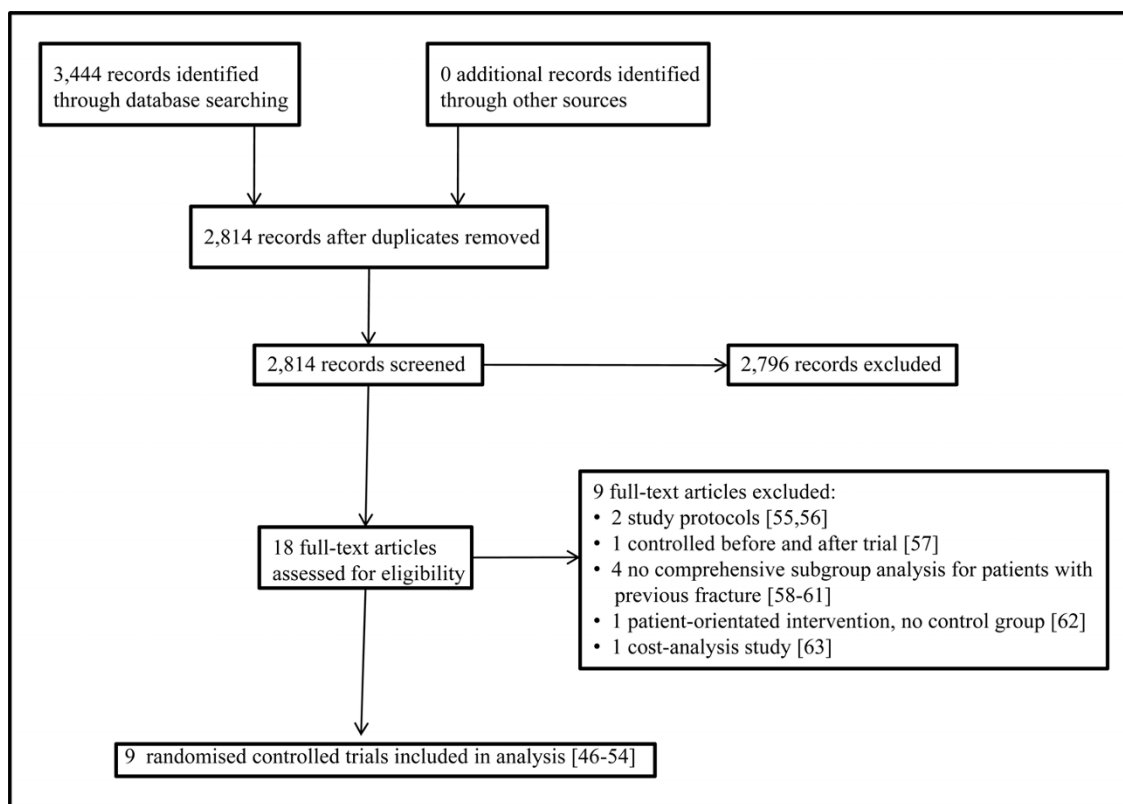 3,444 records identified
through database searching
0 additional records identified
through other sources
2,814 records after duplicates removed
2,814 records screened
2,796 records excluded
18 full-text articles
assessed for eligibility
9 full-text articles excluded:
• 2 study protocols [55,56]
• 1 controlled before and after trial [57]
• 4 no comprehensive subgroup analysis for patients with
previous fracture [58-61]
• 1 patient-orientated intervention, no control group [62]
• 1 cost-analysis study [63]
9 randomised controlled trials included in analysis [46-54]